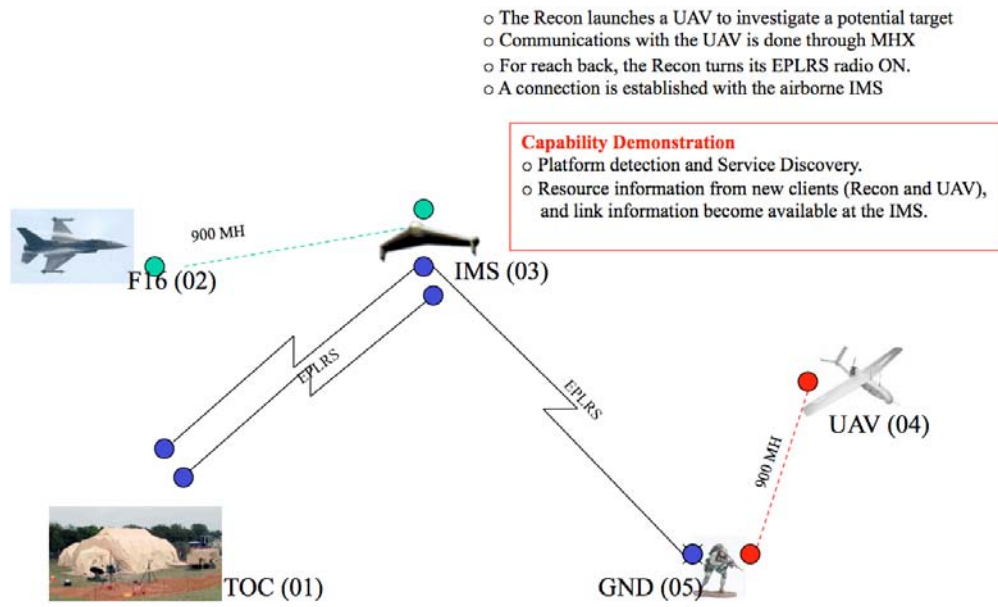 o The Recon launches a UAV to investigate a potential target
o Communications with the UAV is done through MHX
o For reach back, the Recon turns its EPLRS radio ON.
o A connection is established with the airborne IMS
Capability Demonstration
o Platform detection and Service Discovery.
o Resource information from new clients (Recon and UAV),
and link information become available at the IMS.
900 MH
F16 (02)
IMS (03)
EPLRS
EPLRS
UAV (04)
900 MH
TOC (01)
GND (05)